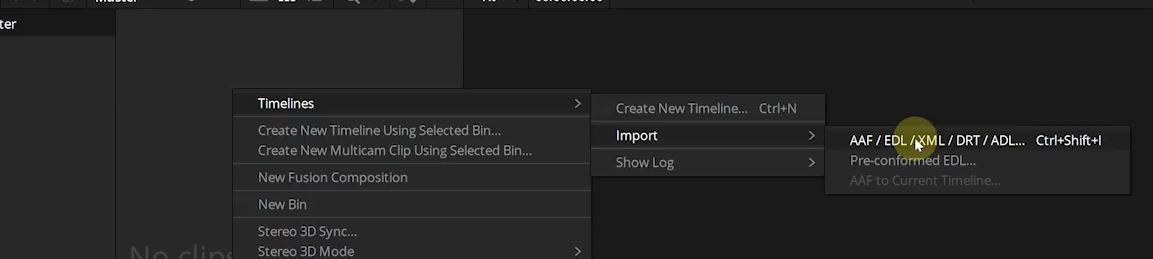 Master
ter
Timelines
Create New Timeline... Ctrl+N
Create New Timeline Using Selected Bin...
Import
AAF / EDL / XML / DRT / ADL... Ctrl+Shift+I
Create New Multicam Clip Using Selected Bin...
Show Log
Pre-conformed EDL...
New Fusion Composition
AAF to Current Timeline...
New Bin
Stereo 3D Sync...
No clips
Stereo 3D Mode